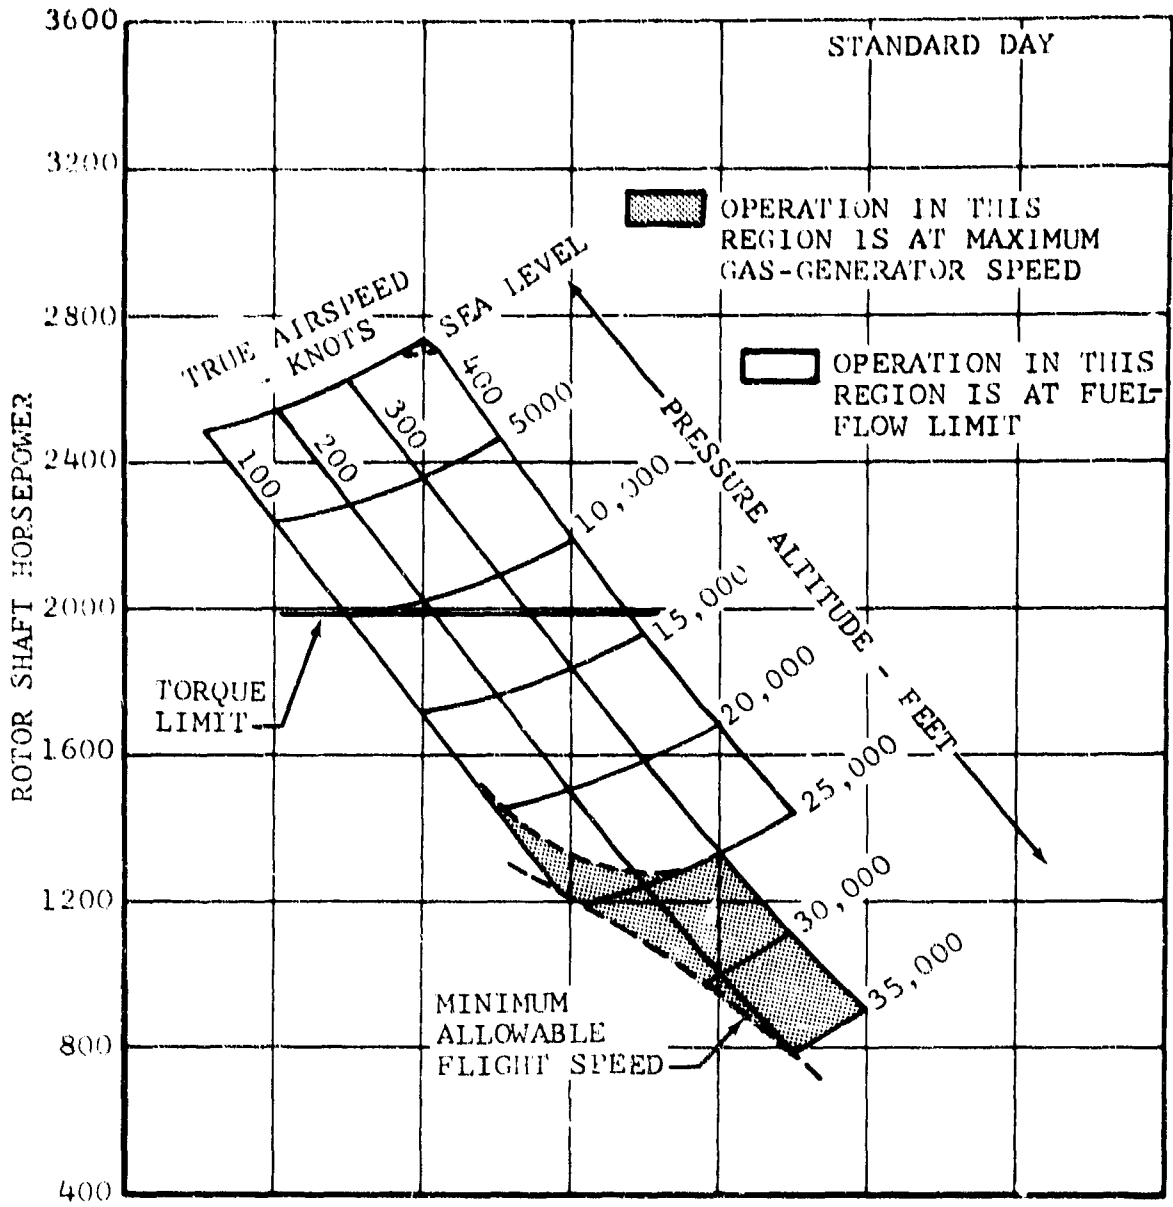 3600
STANDARD DAY
3200
OPERATION IN THIS
REGION IS AT MAXIMUM
GAS-GENERATOR SPEED
2800
TRUE AIRSPEED
- KNOTS
SEA LEVEL
OPERATION IN THIS
REGION IS AT FUEL-
FLOW LIMIT
PRESSURE ALTITUDE - FEET
ROTOR SHAFT HORSEPOWER
100
200
300
400
5000
2400
10,000
2000
15,000
TORQUE
LIMIT
20,000
1600
25,000
1200
30,000
35,000
MINIMUM
ALLOWABLE
FLIGHT SPEED
800
400